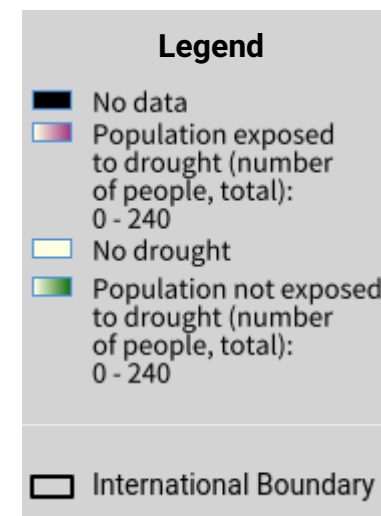 Legend
No data
Population exposed
to drought (number
of people, total):
0 - 240
No drought
Population not exposed
to drought (number
of people, total):
0 - 240
International Boundary